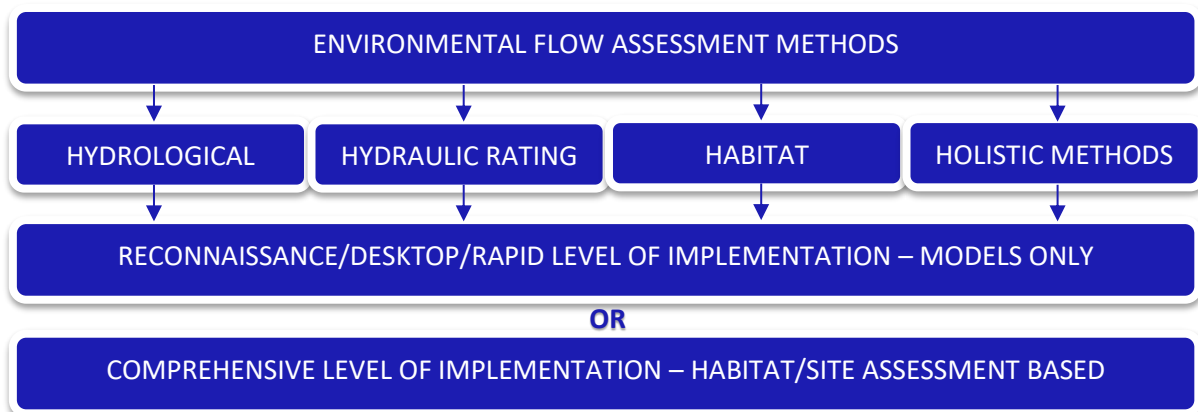 ENVIRONMENTAL FLOW ASSESSMENT METHODS
HYDROLOGICAL
HYDRAULIC RATING
HABITAT
HOLISTIC METHODS
RECONNAISSANCE/DESKTOP/RAPID LEVEL OF IMPLEMENTATION – MODELS ONLY
OR
COMPREHENSIVE LEVEL OF IMPLEMENTATION – HABITAT/SITE ASSESSMENT BASED